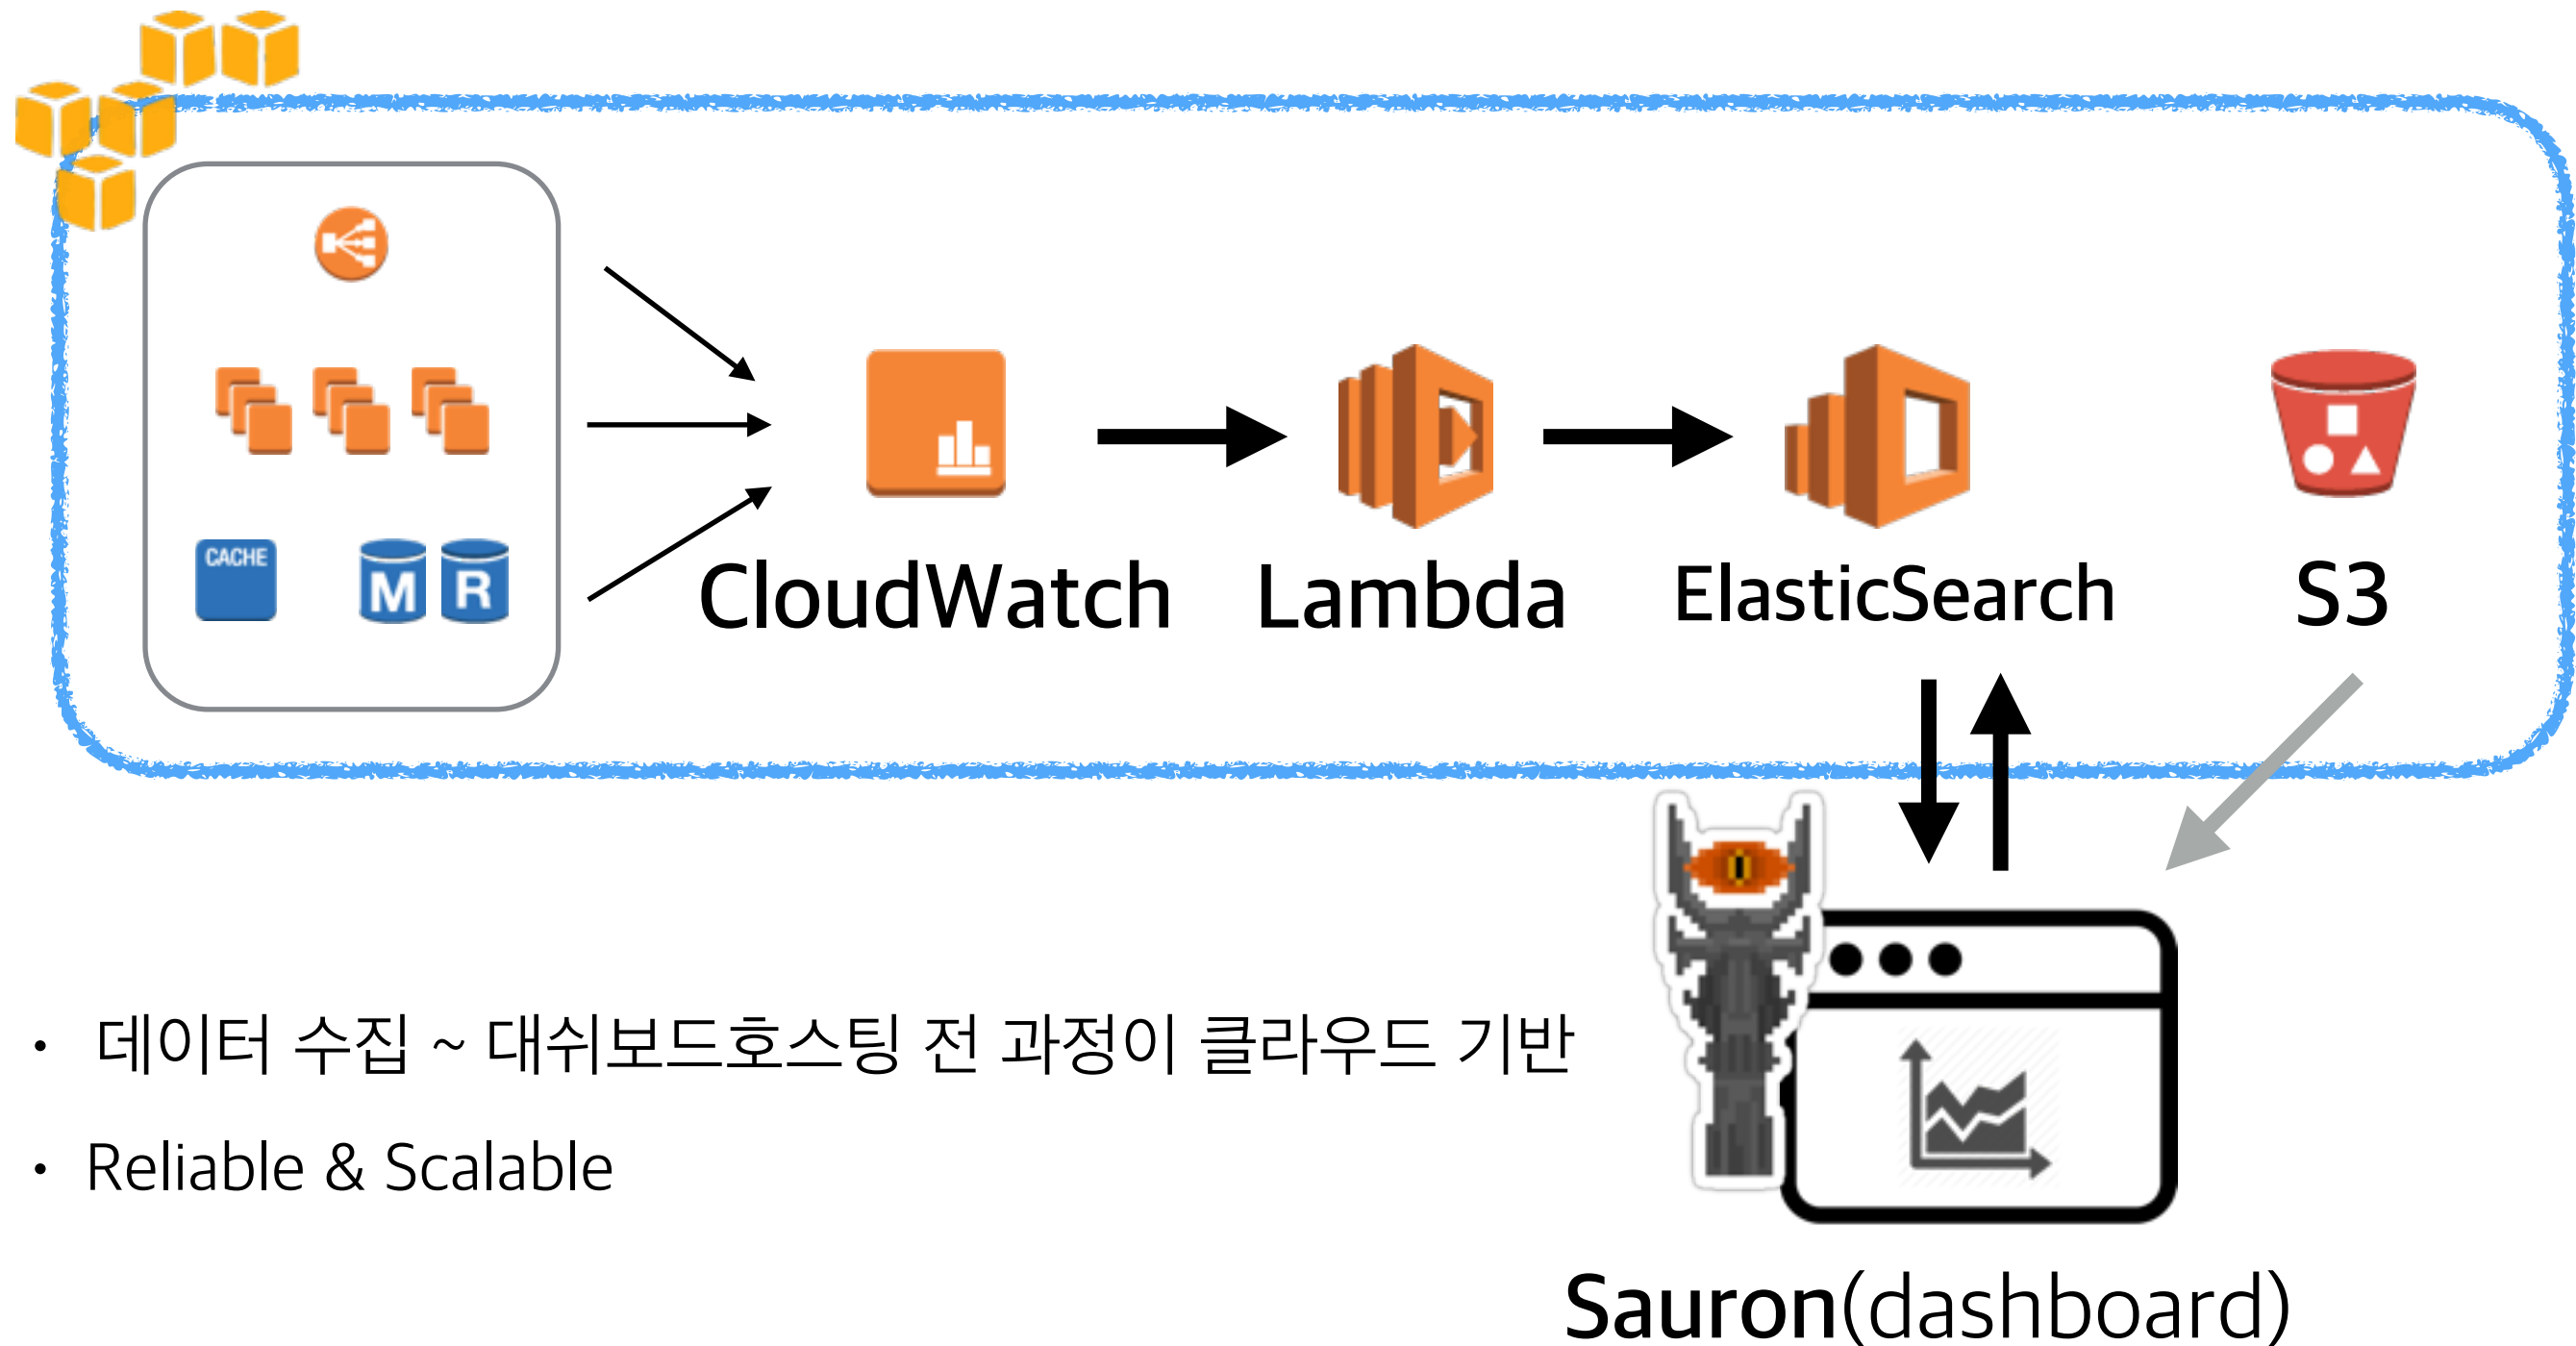 CACHE
M R
CloudWatch
Lambda
ElasticSearch
S3
• 데이터 수집 ~ 대쉬보드호스팅 전 과정이 클라우드 기반
• Reliable & Scalable
Sauron(dashboard)